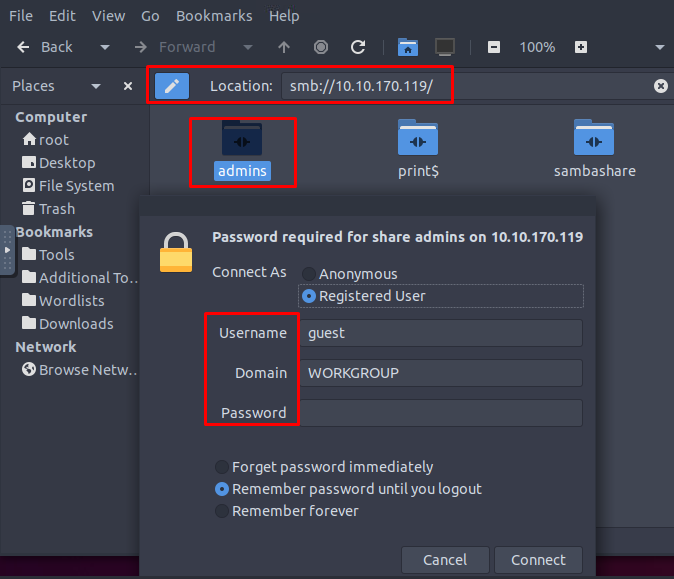 File Edit View Go Bookmarks Help
Back Forward 100%
Places
Location: smb://10.10.170.119/
Computer
root
Desktop
File System
Trash
Bookmarks
Tools
Additional To…
Wordlists
Downloads
Network
Browse Netw…
admins print$ sambashare
Password required for share admins on 10.10.170.119
Connect As
Anonymous
Registered User
Username guest
Domain WORKGROUP
Password
Forget password immediately
Remember password until you logout
Remember forever
Cancel Connect